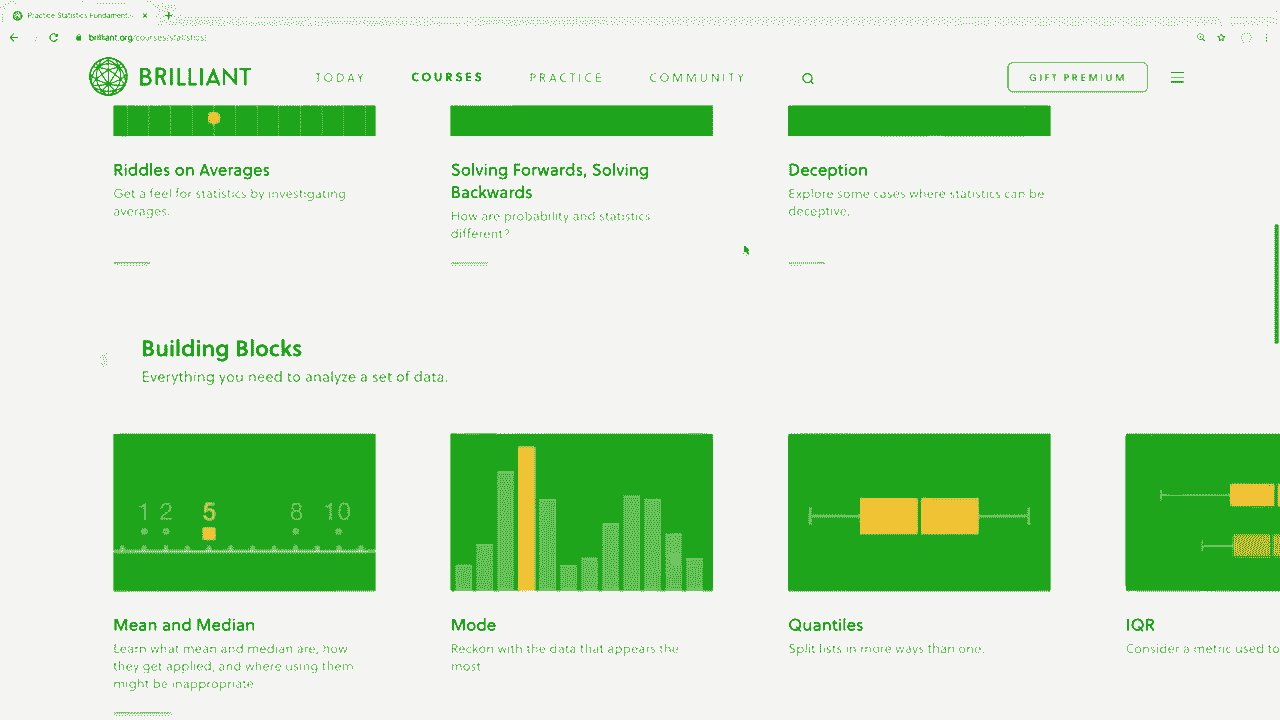 Practice Statistics Fundament...
brilliant.org/courses/statistics/
BRILLIANT
TODAY
COURSES
PRACTICE
COMMUNITY
GIFT PREMIUM
Riddles on Averages
Get a feel for statistics by investigating
averages.
Solving Forwards, Solving
Backwards
How are probability and statistics
different?
Deception
Explore some cases where statistics can be
deceptive.
Building Blocks
Everything you need to analyze a set of data.
1 2 5 8 10
Mean and Median
Learn what mean and median are, how
they get applied, and where using them
might be inappropriate.
Mode
Reckon with the data that appears the
most.
Quantiles
Split lists in more ways than one.
IQR
Consider a metric used to